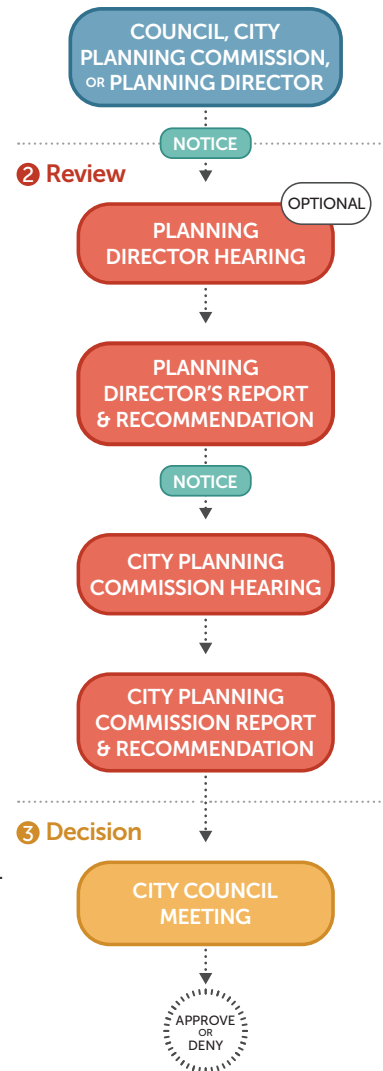 COUNCIL, CITY
PLANNING COMMISSION,
OR PLANNING DIRECTOR
NOTICE
2 Review
OPTIONAL
PLANNING
DIRECTOR HEARING
PLANNING
DIRECTOR'S REPORT
& RECOMMENDATION
NOTICE
CITY PLANNING
COMMISSION HEARING
CITY PLANNING
COMMISSION REPORT
& RECOMMENDATION
3 Decision
CITY COUNCIL
MEETING
APPROVE
OR
DENY